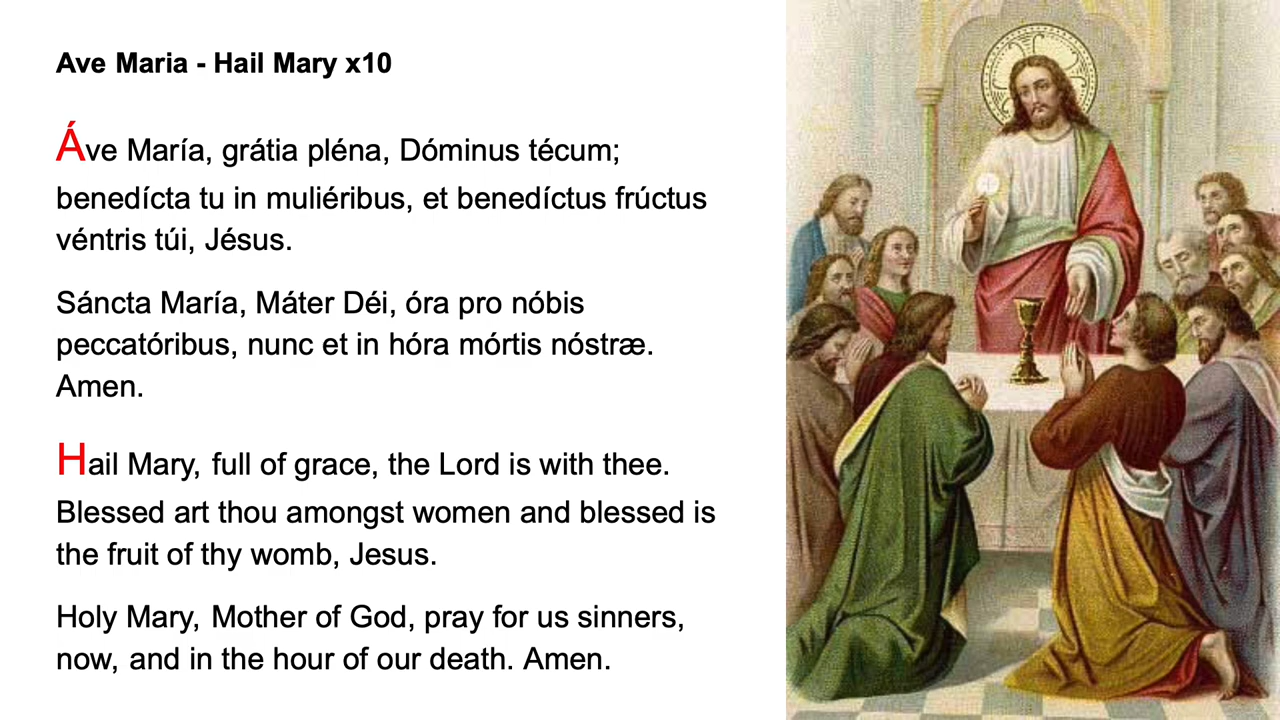 Ave Maria - Hail Mary x10
Áve María, grátia pléna, Dóminus técum;
benedícta tu in muliéribus, et benedíctus frúctus
véntris túi, Jésus.
Sáncta María, Máter Déi, óra pro nóbis
peccatóribus, nunc et in hóra mórtis nóstræ.
Amen.
Hail Mary, full of grace, the Lord is with thee.
Blessed art thou amongst women and blessed is
the fruit of thy womb, Jesus.
Holy Mary, Mother of God, pray for us sinners,
now, and in the hour of our death. Amen.